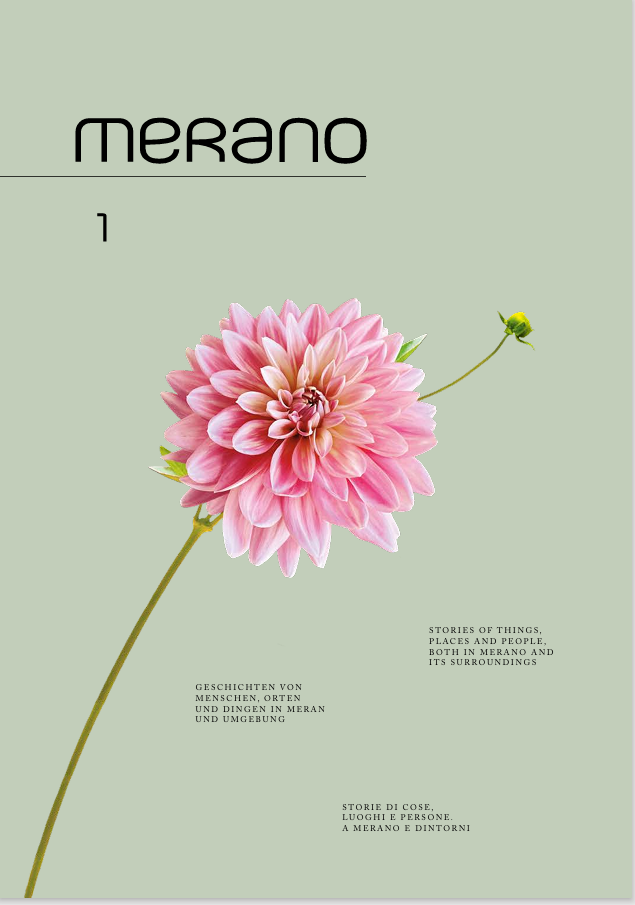 merano
1
STORIES OF THINGS,
PLACES AND PEOPLE,
BOTH IN MERANO AND
ITS SURROUNDINGS
GESCHICHTEN VON
MENSCHEN, ORTEN
UND DINGEN IN MERAN
UND UMGEBUNG
STORIE DI COSE,
LUOGHI E PERSONE.
A MERANO E DINTORNI